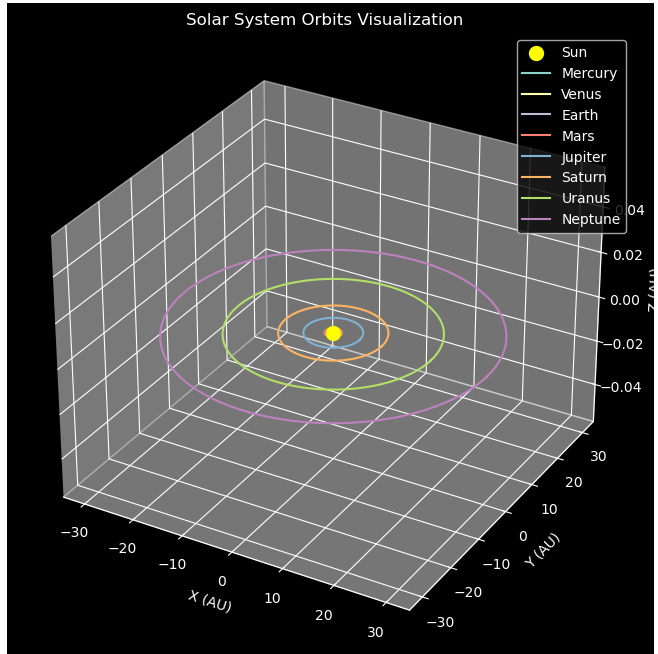 Solar System Orbits Visualization
Sun
Mercury
Venus
Earth
Mars
Jupiter
Saturn
Uranus
Neptune
0.04
0.02
0.00
−0.02
−0.04
Z (AU)
30
20
10
0
−10
−20
−30
Y (AU)
−30
−20
−10
0
10
20
30
X (AU)